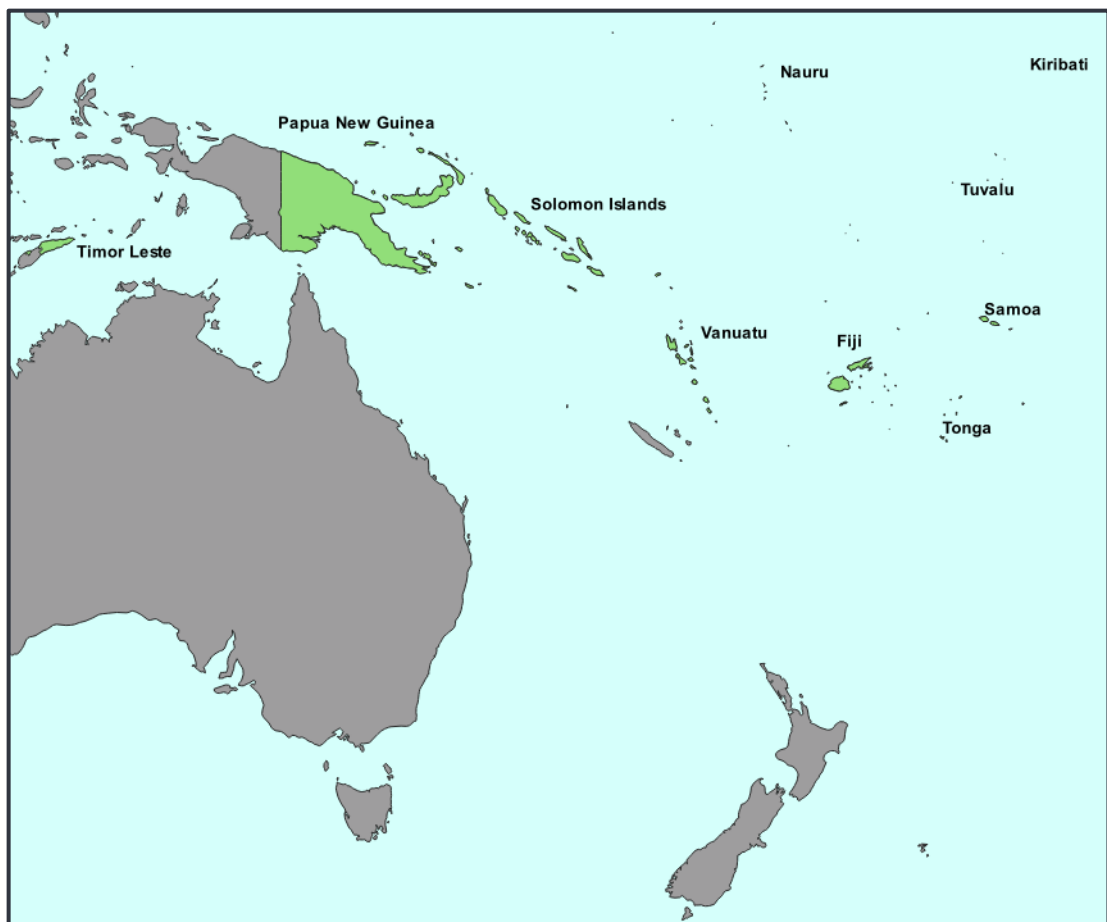 Kiribati
Nauru
Papua New Guinea
Tuvalu
Solomon Islands
Timor Leste
Samoa
Vanuatu
Fiji
Tonga